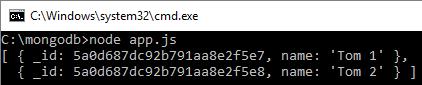 C:\Windows\system32\cmd.exe
C:\mongodb>node app.js
[ { _id: 5a0d687dc92b791aa8e2f5e7, name: 'Tom 1' },
  { _id: 5a0d687dc92b791aa8e2f5e8, name: 'Tom 2' } ]